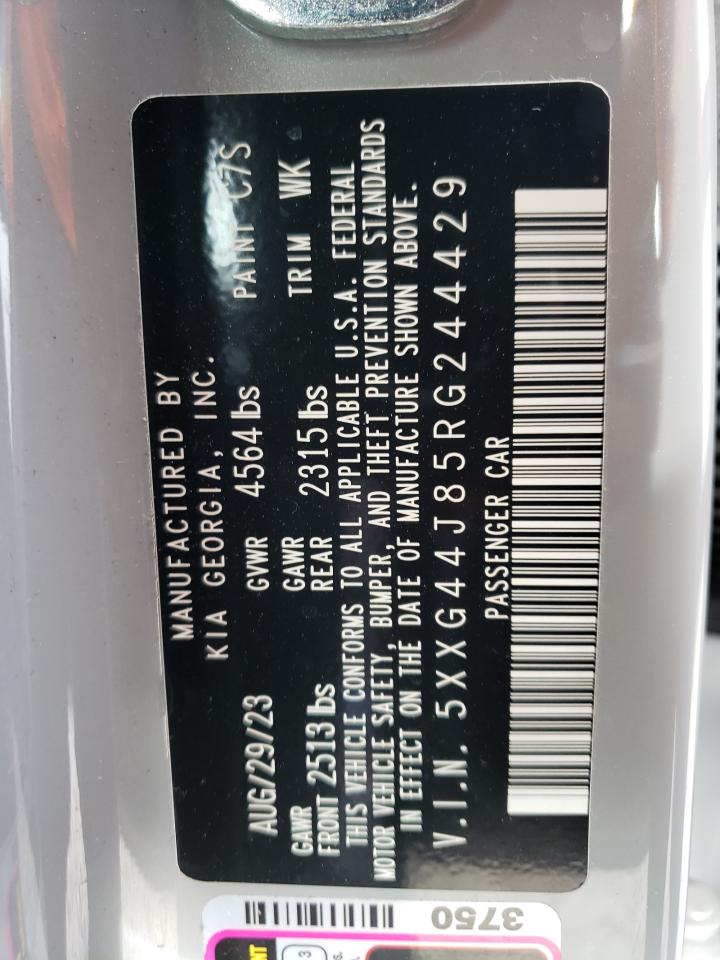 MANUFACTURED BY
KIA GEORGIA, INC.
AUG/29/23 GVWR 4564 lbs PAINT C7S
GAWR GAWR
FRONT 2513 lbs REAR 2315 lbs TRIM WK
THIS VEHICLE CONFORMS TO ALL APPLICABLE U.S.A. FEDERAL
MOTOR VEHICLE SAFETY, BUMPER, AND THEFT PREVENTION STANDARDS
IN EFFECT ON THE DATE OF MANUFACTURE SHOWN ABOVE.
V.I.N. 5XXG44J85RG244429
PASSENGER CAR
3750